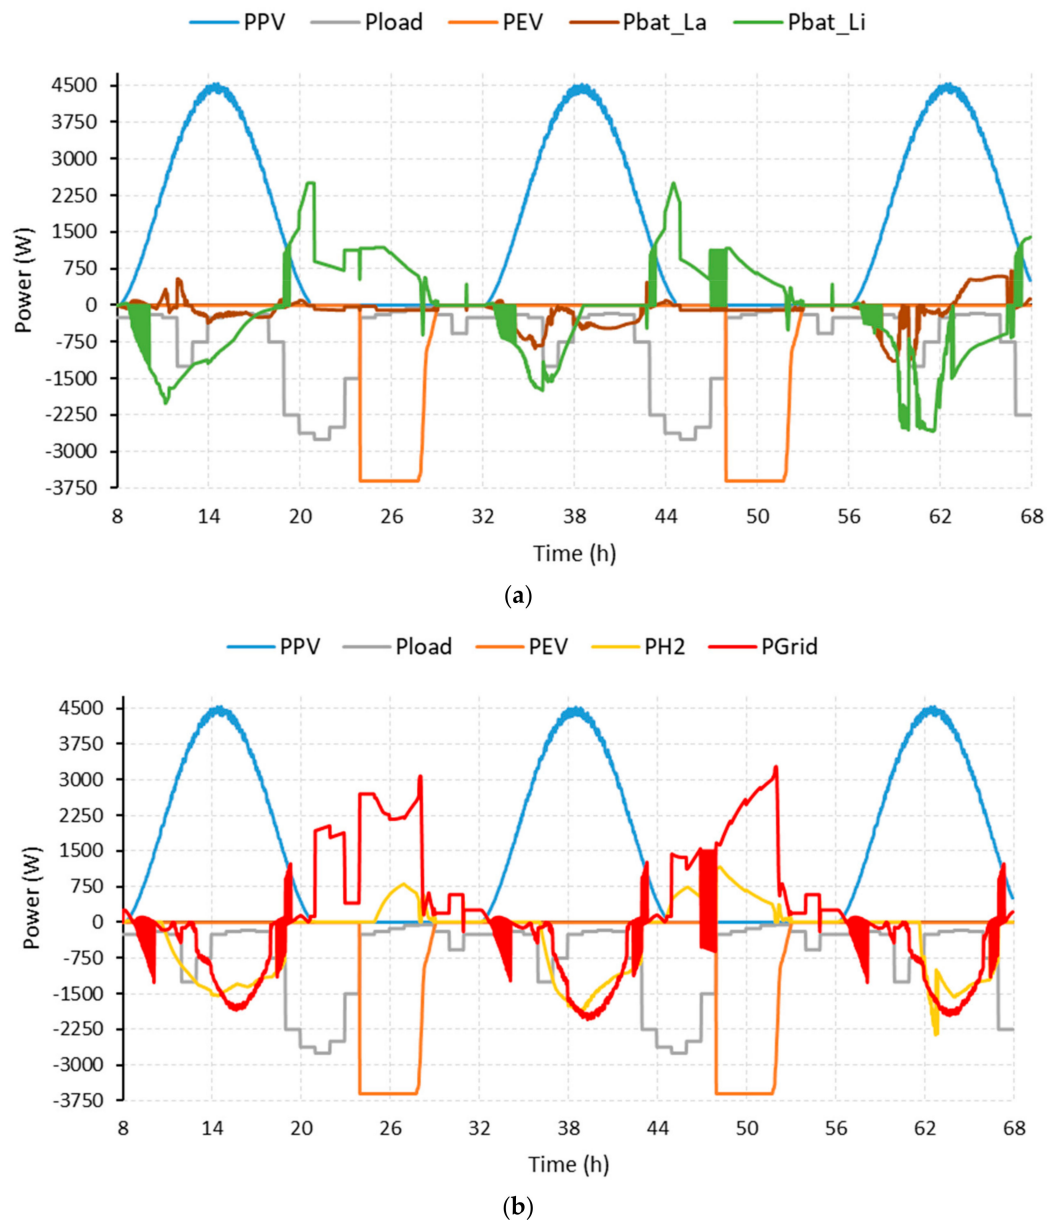 PPV Pload PEV Pbat_La Pbat_Li
4500
3750
3000
2250
1500
750
0
-750
-1500
-2250
-3000
-3750
Power (W)
8 14 20 26 32 38 44 50 56 62 68
Time (h)
(a)
PPV Pload PEV PH2 PGrid
4500
3750
3000
2250
1500
750
0
-750
-1500
-2250
-3000
-3750
Power (W)
8 14 20 26 32 38 44 50 56 62 68
Time (h)
(b)